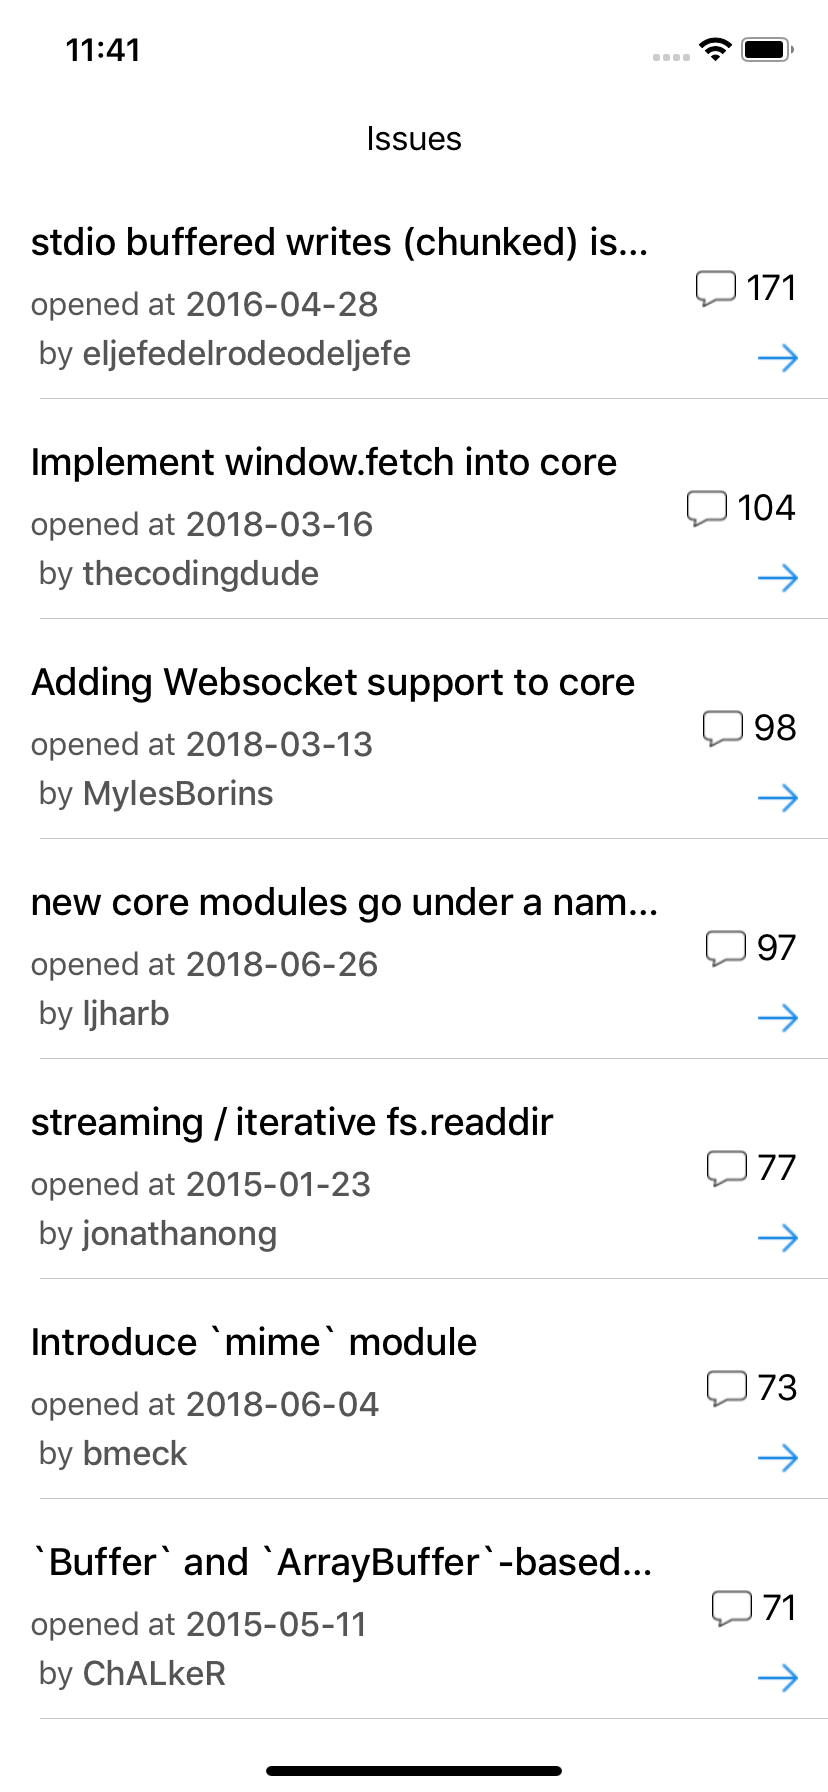 11:41
Issues
stdio buffered writes (chunked) is...
171
opened at 2016-04-28
by eljefedelrodeodeljefe
Implement window.fetch into core
104
opened at 2018-03-16
by thecodingdude
Adding Websocket support to core
98
opened at 2018-03-13
by MylesBorins
new core modules go under a nam...
97
opened at 2018-06-26
by ljharb
streaming / iterative fs.readdir
77
opened at 2015-01-23
by jonathanong
Introduce `mime` module
73
opened at 2018-06-04
by bmeck
`Buffer` and `ArrayBuffer`-based...
71
opened at 2015-05-11
by ChALkeR